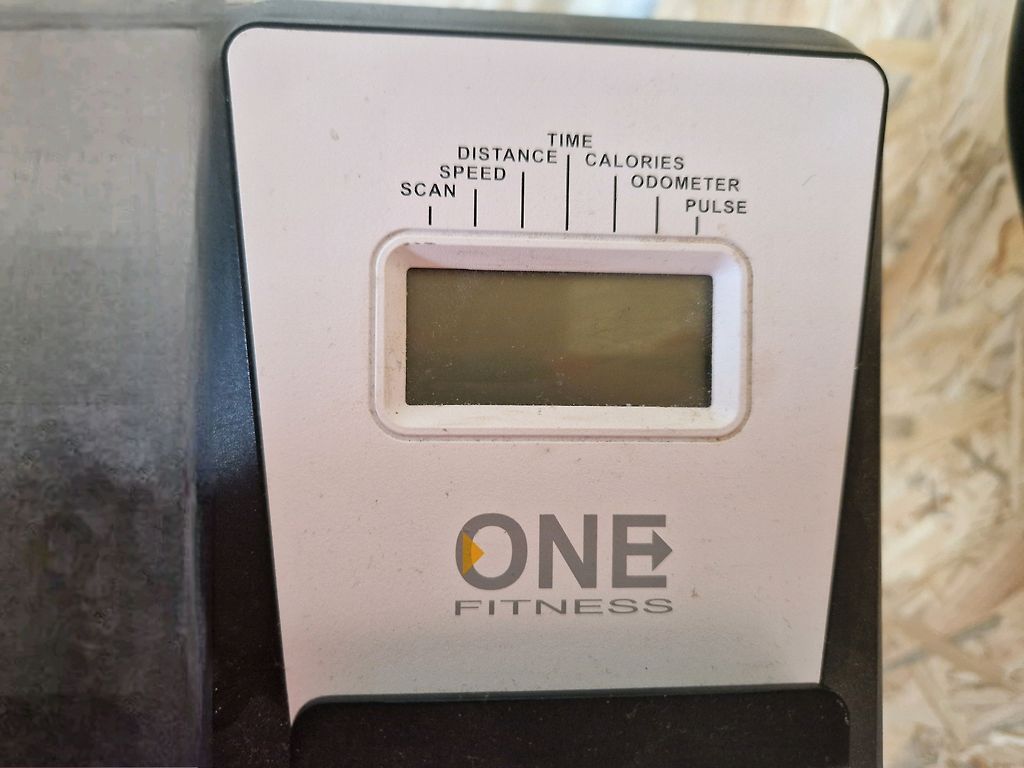 TIME
DISTANCE
CALORIES
SPEED
ODOMETER
SCAN
PULSE
ONE
FITNESS